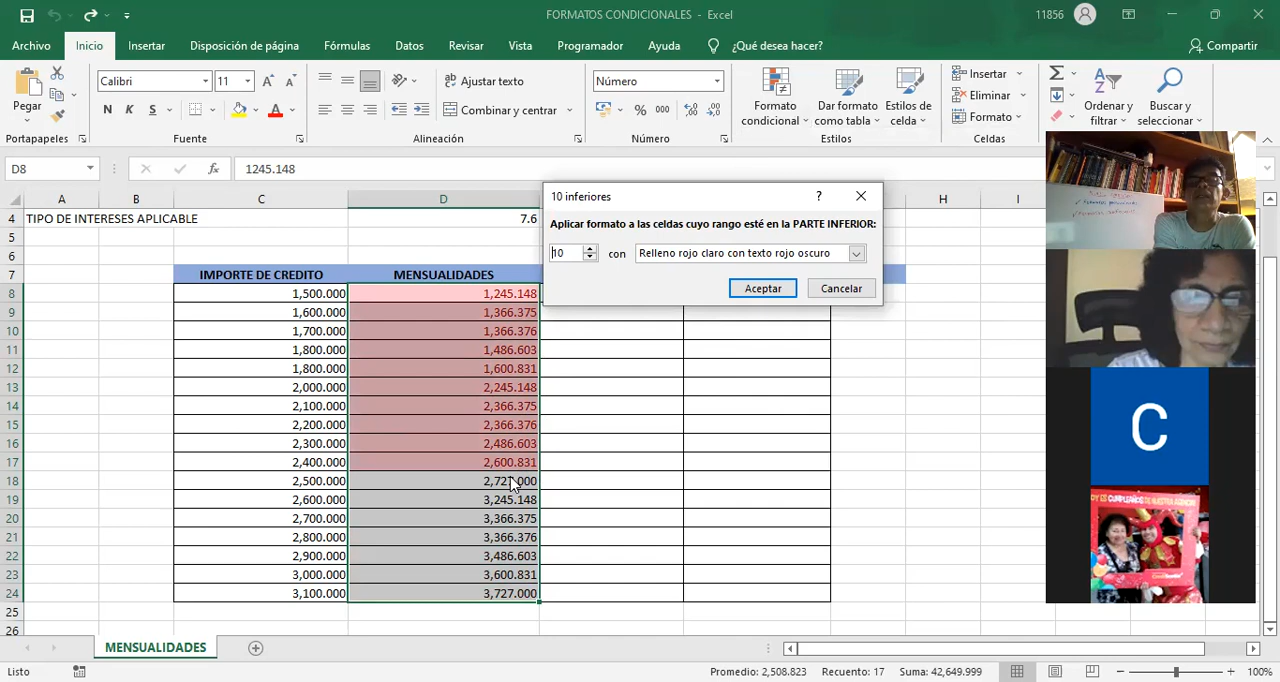 FORMATOS CONDICIONALES - Excel
11856
Archivo Inicio Insertar Disposición de página Fórmulas Datos Revisar Vista Programador Ayuda ¿Qué desea hacer? Compartir
Pegar
Calibri 11
N K S
Ajustar texto
Combinar y centrar
Número
% 000
Formato condicional
Dar formato como tabla
Estilos de celda
Insertar
Eliminar
Formato
Ordenar y filtrar
Buscar y seleccionar
Portapapeles Fuente Alineación Número Estilos Celdas
D8 fx 1245.148
A B C D H I
4 TIPO DE INTERESES APLICABLE 7.6
5
6
7 IMPORTE DE CREDITO MENSUALIDADES
8 1,500.000 1,245.148
9 1,600.000 1,366.375
10 1,700.000 1,366.376
11 1,800.000 1,486.603
12 1,800.000 1,600.831
13 2,000.000 2,245.148
14 2,100.000 2,366.375
15 2,200.000 2,366.376
16 2,300.000 2,486.603
17 2,400.000 2,600.831
18 2,500.000
19 2,600.000 3,245.148
20 2,700.000 3,366.375
21 2,800.000 3,366.376
22 2,900.000 3,486.603
23 3,000.000 3,600.831
24 3,100.000 3,727.000
25
26
10 inferiores ?
Aplicar formato a las celdas cuyo rango esté en la PARTE INFERIOR:
10 con Relleno rojo claro con texto rojo oscuro
Aceptar Cancelar
C
MENSUALIDADES
Listo Promedio: 2,508.823 Recuento: 17 Suma: 42,649.999 100%